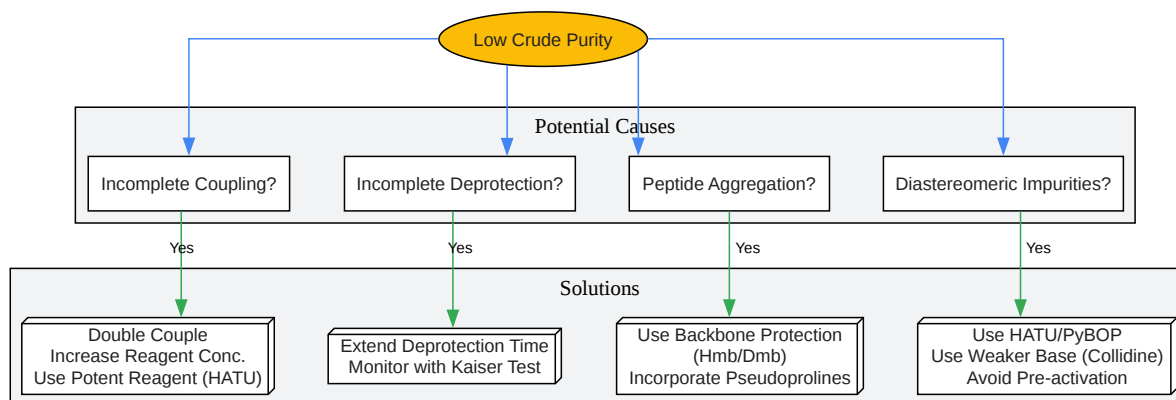 Low Crude Purity
Potential Causes
Incomplete Coupling?
Incomplete Deprotection?
Peptide Aggregation?
Diastereomeric Impurities?
Yes
Yes
Yes
Yes
Solutions
Double Couple
Increase Reagent Conc.
Use Potent Reagent (HATU)
Extend Deprotection Time
Monitor with Kaiser Test
Use Backbone Protection
(Hmb/Dmb)
Incorporate Pseudoprolines
Use HATU/PyBOP
Use Weaker Base (Collidine)
Avoid Pre-activation